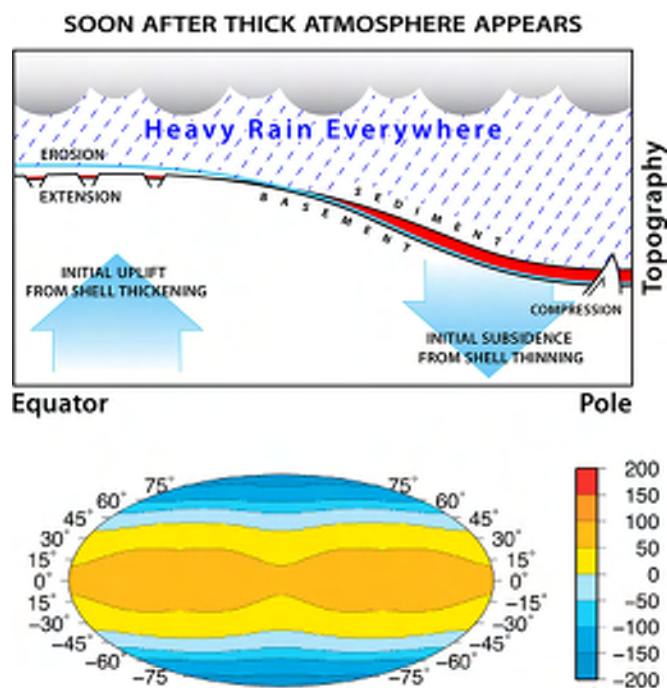 SOON AFTER THICK ATMOSPHERE APPEARS
Heavy Rain Everywhere
EROSION
EXTENSION
SEDIMENT
BASEMENT
Topography
INITIAL UPLIFT
FROM SHELL THICKENING
COMPRESSION
INITIAL SUBSIDENCE
FROM SHELL THINNING
Equator
Pole
75°
75°
60°
60°
45°
45°
30°
30°
15°
15°
0°
0°
15°
−15°
−30°
−30°
−45°
−45°
−60°
−60°
−75°
−75°
200
150
100
50
0
−50
−100
−150
−200